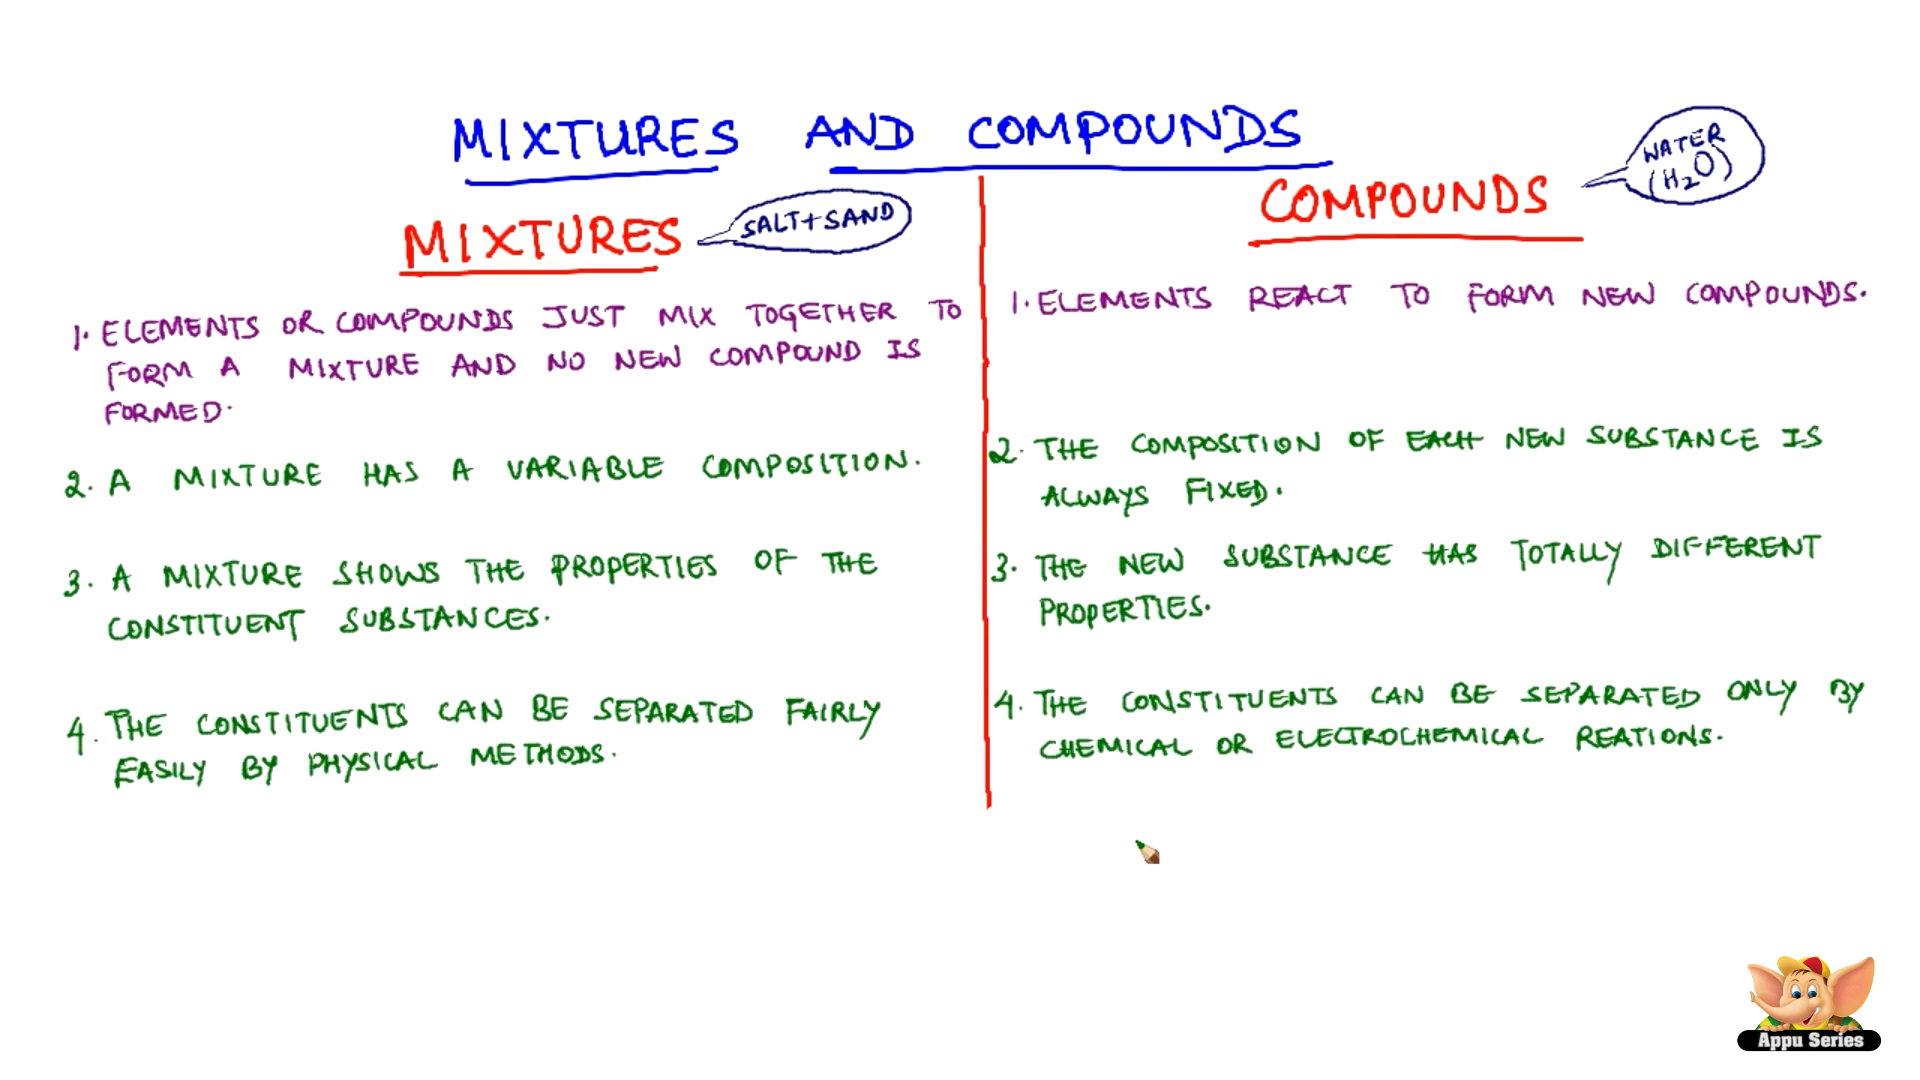 MIXTURES AND COMPOUNDS
MIXTURES
SALT+SAND
1. ELEMENTS OR COMPOUNDS JUST MIX TOGETHER TO
FORM A MIXTURE AND NO NEW COMPOUND IS
FORMED.
2. A MIXTURE HAS A VARIABLE COMPOSITION.
3. A MIXTURE SHOWS THE PROPERTIES OF THE
CONSTITUENT SUBSTANCES.
4. THE CONSTITUENTS CAN BE SEPARATED FAIRLY
EASILY BY PHYSICAL METHODS.
COMPOUNDS
WATER
(H₂O)
1. ELEMENTS REACT TO FORM NEW COMPOUNDS.
2. THE COMPOSITION OF EACH NEW SUBSTANCE IS
ALWAYS FIXED.
3. THE NEW SUBSTANCE HAS TOTALLY DIFFERENT
PROPERTIES.
4. THE CONSTITUENTS CAN BE SEPARATED ONLY BY
CHEMICAL OR ELECTROCHEMICAL REATIONS.
Appu Series